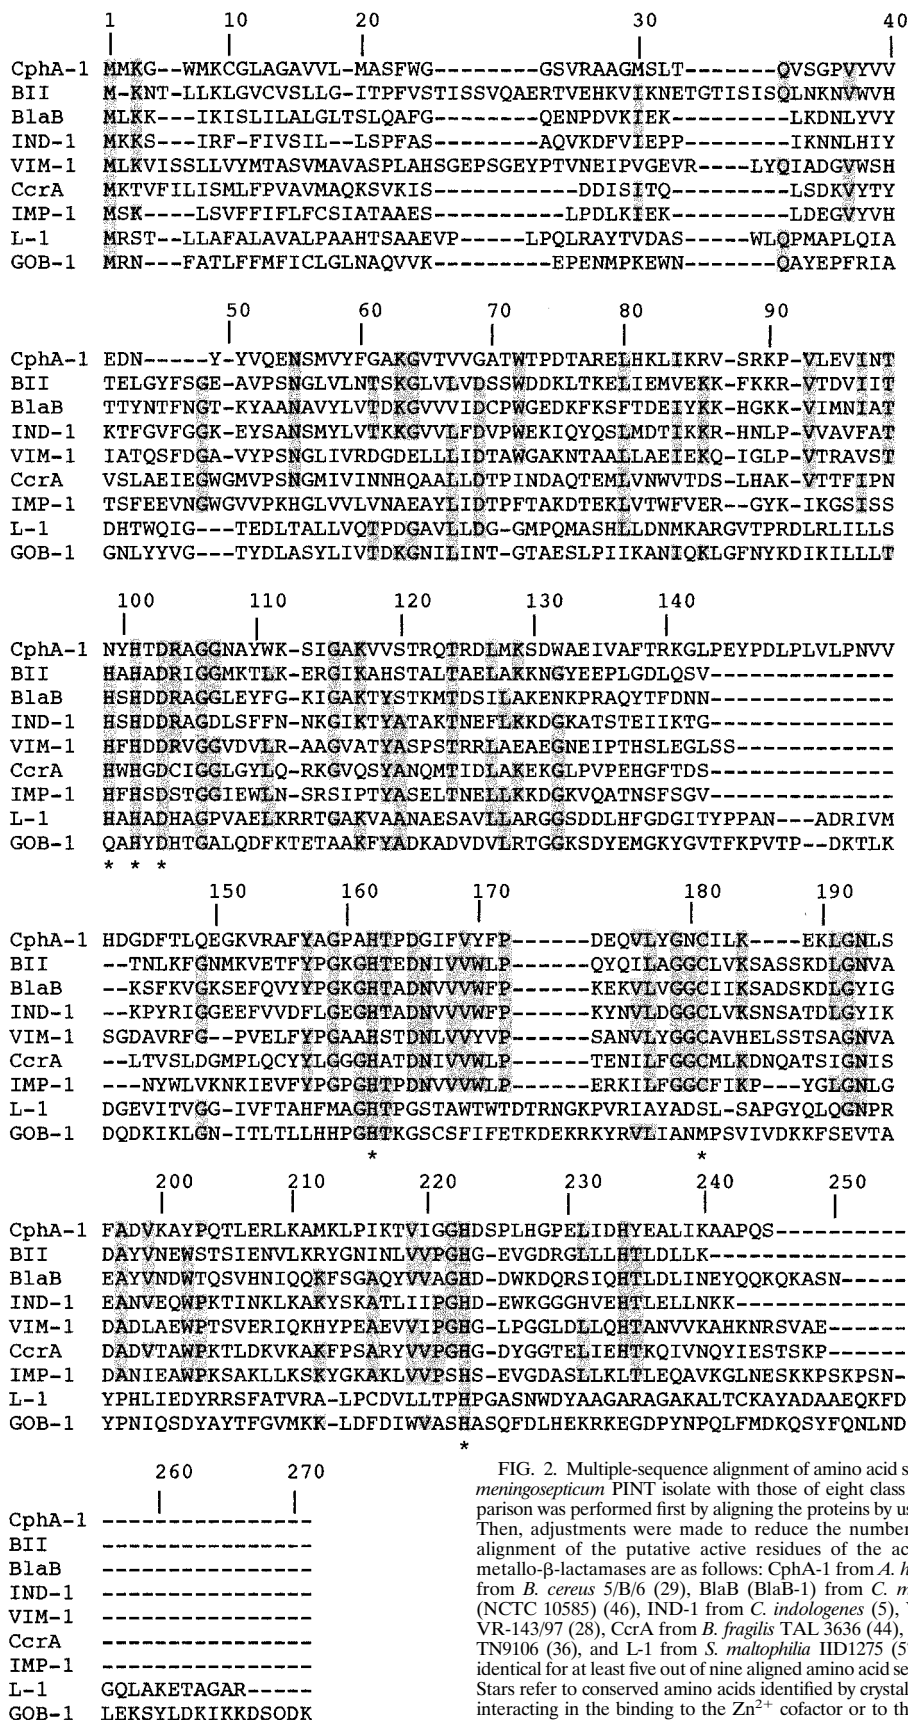 1 10 20 30 40
CphA-1 MMKG--WMKCGLAGAVVL-MASFWG--------GSVRAAGMSLT-------QVSGPVYVV
BII M-KNT-LLKLGVCVSLLG-ITPFVSTISSVQAERTVEHKVIKNETGTISISQLNKNVWVH
BlaB MLKK---IKISLILALGLTSLQAFG--------QENPDVKIEK--------LKDNLYVY
IND-1 MKKS---IRF-FIVSIL--LSPFAS--------AQVKDFVIEPP-------IKNNLHIY
VIM-1 MLKVISSLLVYMTASVMAVASPLAHSGEPSGEYPTVNEIPVGEVR----LYQIADGVWSH
CcrA MKTVFILISMLFPVAVMAQKSVKIS-----------DDISITQ--------LSDKVYTY
IMP-1 MSK----LSVFFIFLFCSIATAAES----------LPDLKIEK--------LDEGVYVH
L-1 MRST--LLAFALAVALPAAHTSAAEVP-----LPQLRAYTVDAS-----WLQPMAPLQIA
GOB-1 MRN---FATLFFMFICLGLNAQVVK---------EPENMPKEWN-------QAYEPFRIA
50 60 70 80 90
CphA-1 EDN-----Y-YVQENSMVYFGAKGVTVVGATWTPDTARELHKLIKRV-SRKP-VLEVINT
BII TELGYFSGE-AVPSNGLVLNTSKGLVLVDSSWDDKLTKELIEMVEKK-FKKR-VTDVIIT
BlaB TTYNTFNGT-KYAANAVYLVTDKGVVVIDCPWGEDKFKSFTDEIYKK-HGKK-VIMNIAT
IND-1 KTFGVFGGK-EYSANSMYLVTKKGVVLFDVPWEKIQYQSLMDTIKKR-HNLP-VVAVFAT
VIM-1 IATQSFDGA-VYPSNGLIVRDGDELLLIDTAWGAKNTAALLAEIEKQ-IGLP-VTRAVST
CcrA VSLAEIEGWGMVPSNGMIVINNHQAALLDTPINDAQTEMLVNWVTDS-LHAK-VTTFIPN
IMP-1 TSFEEVNGWGVVPKHGLVVLVNAEAYLIDTPFTAKDTEKLVTWFVER--GYK-IKGSISS
L-1 DHTWQIG---TEDLTALLVQTPDGAVLLDG-GMPQMASHLLDNMKARGVTPRDLRLILLS
GOB-1 GNLYYVG---TYDLASYLIVTDKGNILINT-GTAESLPIIKANIQKLGFNYKDIKILLLT
100 110 120 130 140
CphA-1 NYHTDRAGGNAYWK-SIGAKVVSTRQTRDLMKSDWAEIVAFTRKGLPEYPDLPLVLPNVV
BII HAHADRIGGMKTLK-ERGIKAHSTALTAELAKKNGYEEPLGDLQSV--------------
BlaB HSHDDRAGGLEYFG-KIGAKTYSTKMTDSILAKENKPRAQYTFDNN--------------
IND-1 HSHDDRAGDLSFFN-NKGIKTYATAKTNEFLKKDGKATSTEIIKTG--------------
VIM-1 HFHDDRVGGVDVLR-AAGVATYASPSTRRLAEAEGNEIPTHSLEGLSS------------
CcrA HWHGDCIGGLGYLQ-RKGVQSYANQMTIDLAKEKGLPVPEHGFTDS--------------
IMP-1 HFHSDSTGGIEWLN-SRSIPTYASELTNELLKKDGKVQATNSFSGV--------------
L-1 HAHADHAGPVAELKRRTGAKVAANAESAVLLARGGSDDLHFGDGITYPPAN---ADRIVM
GOB-1 QAHYDHTGALQDFKTETAAKFYADKADVDVLRTGGKSDYEMGKYGVTFKPVTP--DKTLK
* * *
150 160 170 180 190
CphA-1 HDGDFTLQEGKVRAFYAGPAHTPDGIFVYFP------DEQVLYGNCILK----EKLGNLS
BII --TNLKFGNMKVETFYPGKGHTEDNIVVWLP------QYQILAGGCLVKSASSKDLGNVA
BlaB --KSFKVGKSEFQVYYPGKGHTADNVVVWFP------KEKVLVGGCIIKSADSKDLGYIG
IND-1 --KPYRIGGEEFVVDFLGEGHTADNVVVWFP------KYNVLDGGCLVKSNSATDLGYIK
VIM-1 SGDAVRFG--PVELFYPGAAHSTDNLVVYVP------SANVLYGGCAVHELSSTSAGNVA
CcrA --LTVSLDGMPLQCYYLGGGHATDNIVVWLP------TENILFGGCMLKDNQATSIGNIS
IMP-1 ---NYWLVKNKIEVFYPGPGHTPDNVVVWLP------ERKILFGGCFIKP---YGLGNLG
L-1 DGEVITVGG-IVFTAHFMAGHTPGSTAWTWTDTRNGKPVRIAYADSL-SAPGYQLQGNPR
GOB-1 DQDKIKLGN-ITLTLLHHPGHTKGSCSFIFETKDEKRKYRVLIANMPSVIVDKKFSEVTA
* *
200 210 220 230 240 250
CphA-1 FADVKAYPQTLERLKAMKLPIKTVIGGHDSPLHGPELIDHYEALIKAAPQS---------
BII DAYVNEWSTSIENVLKRYGNINLVVPGHG-EVGDRGLLLHTLDLLK--------------
BlaB EAYVNDWTQSVHNIQQKFSGAQYVVAGHD-DWKDQRSIQHTLDLINEYQQKQKASN-----
IND-1 EANVEQWPKTINKLKAKYSKATLIIPGHD-EWKGGGHVEHTLELLNKK------------
VIM-1 DADLAEWPTSVERIQKHYPEAEVVIPGHG-LPGGLDLLQHTANVVKAHKNRSVAE------
CcrA DADVTAWPKTLDKVKAKFPSARYVVPGHG-DYGGTELIEHTKQIVNQYIESTSKP------
IMP-1 DANIEAWPKSAKLLKSKYGKAKLVVPSHS-EVGDASLLKLTLEQAVKGLNESKKPSKPSN-
L-1 YPHLIEDYRRSFATVRA-LPCDVLLTPHPGASNWDYAAGARAGAKALTCKAYADAAEQKFD
GOB-1 YPNIQSDYAYTFGVMKK-LDFDIWVASHASQFDLHEKRKEGDPYNPQLFMDKQSYFQNLND
*
260 270
CphA-1 ----------------
BII ----------------
BlaB ----------------
IND-1 ----------------
VIM-1 ----------------
CcrA ----------------
IMP-1 ----------------
L-1 GQLAKETAGAR-----
GOB-1 LEKSYLDKIKKDSQDK
FIG. 2. Multiple-sequence alignment of amino acid s
meningosepticum PINT isolate with those of eight class
parison was performed first by aligning the proteins by us
Then, adjustments were made to reduce the number
alignment of the putative active residues of the ac
metallo-β-lactamases are as follows: CphA-1 from A. h
from B. cereus 5/B/6 (29), BlaB (BlaB-1) from C. m
(NCTC 10585) (46), IND-1 from C. indologenes (5), V
VR-143/97 (28), CcrA from B. fragilis TAL 3636 (44),
TN9106 (36), and L-1 from S. maltophilia IID1275 (5
identical for at least five out of nine aligned amino acid se
Stars refer to conserved amino acids identified by crystal
interacting in the binding to the Zn2+ cofactor or to th